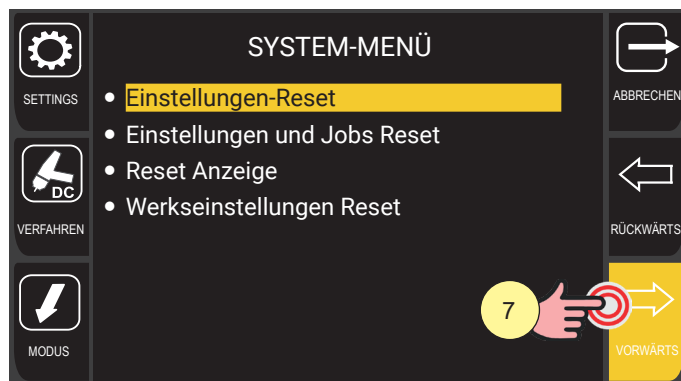 SYSTEM-MENÜ
SETTINGS
VERFAHREN
DC
MODUS
• Einstellungen-Reset
• Einstellungen und Jobs Reset
• Reset Anzeige
• Werkseinstellungen Reset
7
ABBRECHEN
RÜCKWÄRTS
VORWÄRTS